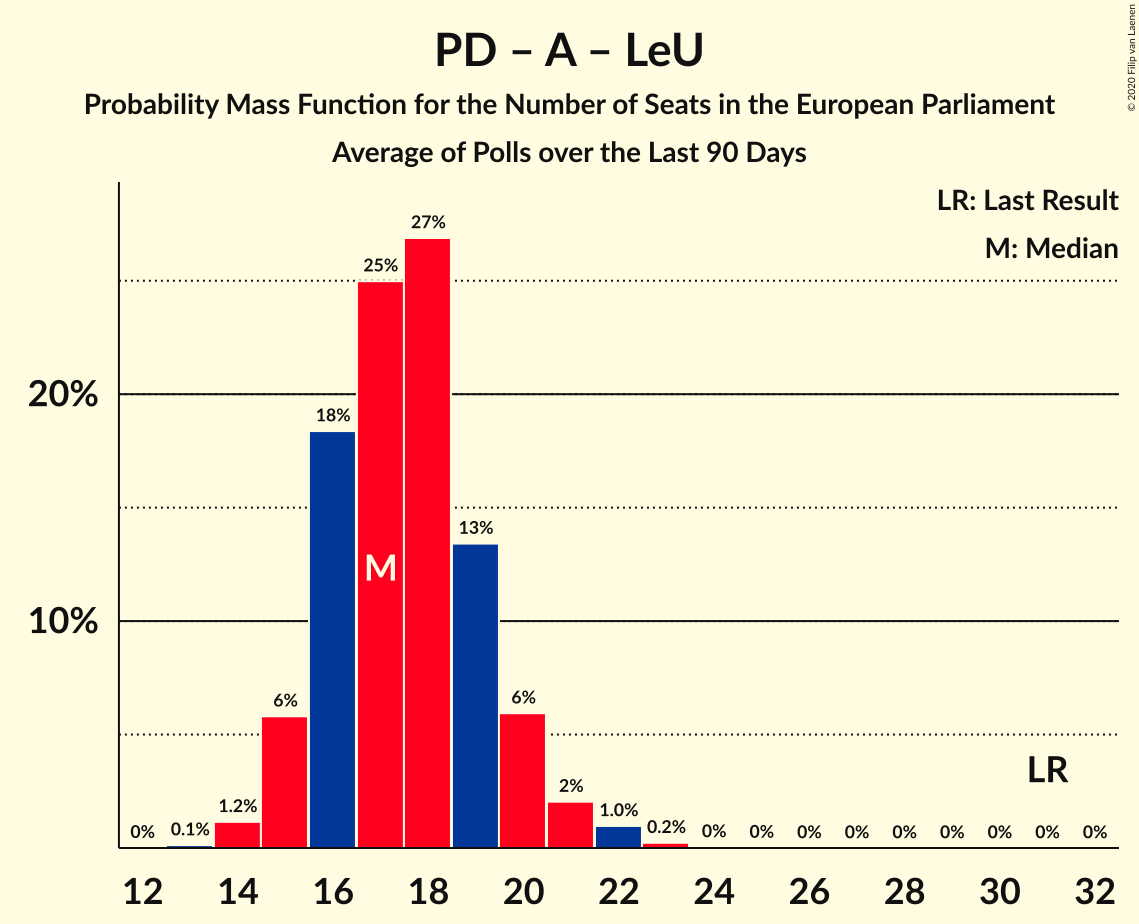 PD – A – LeU
Probability Mass Function for the Number of Seats in the European Parliament
Average of Polls over the Last 90 Days
© 2020 Filip van Laenen
LR: Last Result
M: Median
27%
25%
20%
18%
13%
M
10%
6%
6%
LR
2%
1.2%
1.0%
0%
0.1%
0.2%
0%
0%
0%
0%
0%
0%
0%
0%
0%
12 14 16 18 20 22 24 26 28 30 32